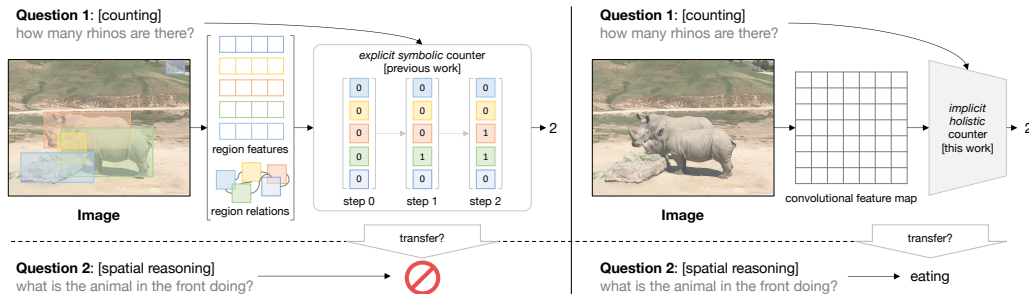 Question 1: [counting]
how many rhinos are there?
Image
region features
region relations
explicit symbolic counter
[previous work]
0 0 0
0 0 0
0 0 1
0 1 1
0 0 0
step 0 step 1 step 2
2
transfer?
Question 2: [spatial reasoning]
what is the animal in the front doing?
Question 1: [counting]
how many rhinos are there?
Image
convolutional feature map
implicit
holistic
counter
[this work]
2
transfer?
Question 2: [spatial reasoning]
what is the animal in the front doing?
eating